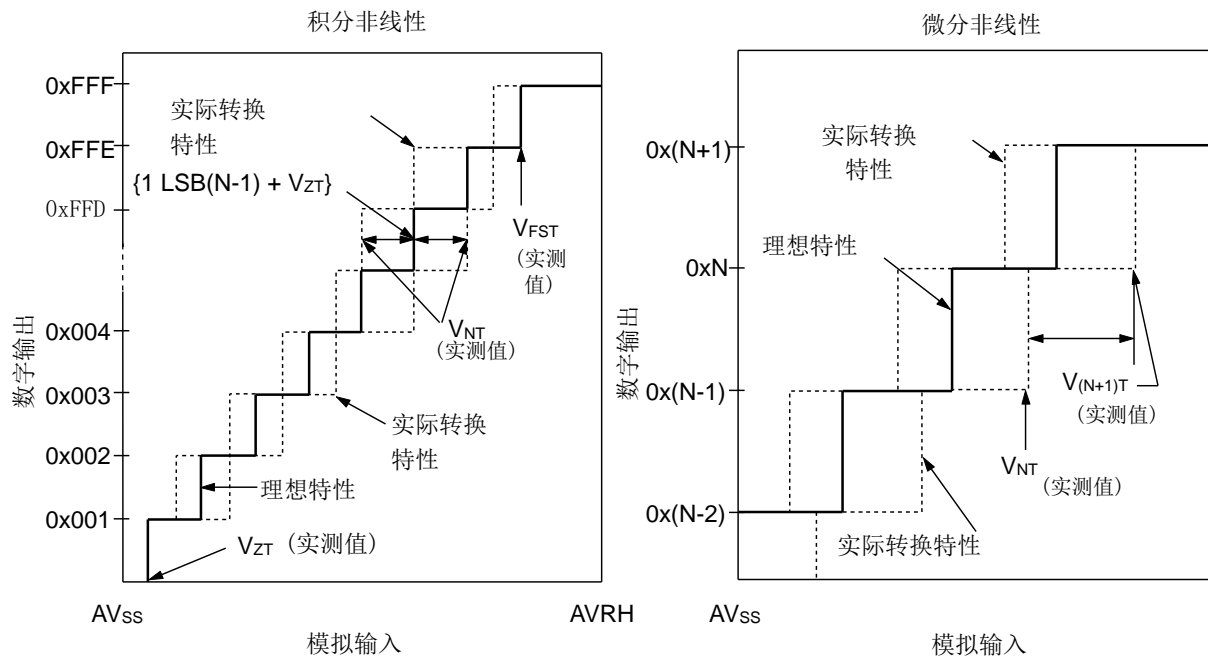 积分非线性
0xFFF
0xFFE
0xFFD
0x004
0x003
0x002
0x001
数字输出
实际转换
特性
{1 LSB(N-1) + VZT}
VFST
(实测
值)
VNT
(实测值)
实际转换
特性
理想特性
VZT (实测值)
AVSS
AVRH
模拟输入
微分非线性
0x(N+1)
0xN
0x(N-1)
0x(N-2)
数字输出
实际转换
特性
理想特性
V(N+1)T
(实测值)
VNT
(实测值)
实际转换特性
AVSS
模拟输入